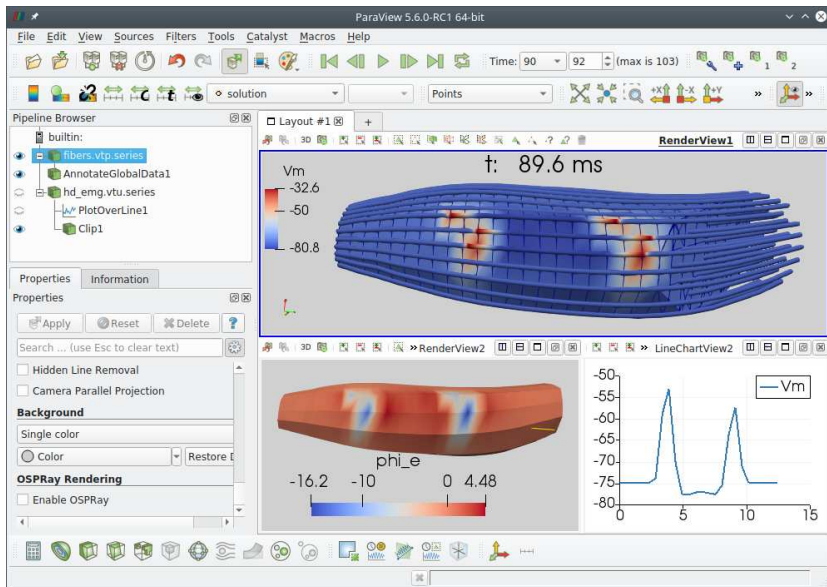 ParaView 5.6.0-RC1 64-bit
File Edit View Sources Filters Tools Catalyst Macros Help
Time: 90 92 (max is 103)
solution Points
Pipeline Browser
Layout #1
builtin:
3D RenderView1
fibers.vtp.series
AnnotateGlobalData1
hd_emg.vtu.series
PlotOverLine1
Clip1
Vm
t: 89.6 ms
-32.6
-50
-80.8
Properties Information
Properties
Apply Reset Delete ?
Search ... (use Esc to clear text)
Hidden Line Removal
Camera Parallel Projection
Background
Single color
Color Restore D
OSPRay Rendering
Enable OSPRay
3D » RenderView2
phi_e
-16.2 -10 0 4.48
» LineChartView2
Vm
-50
-55
-60
-65
-70
-75
-80
0 5 10 15